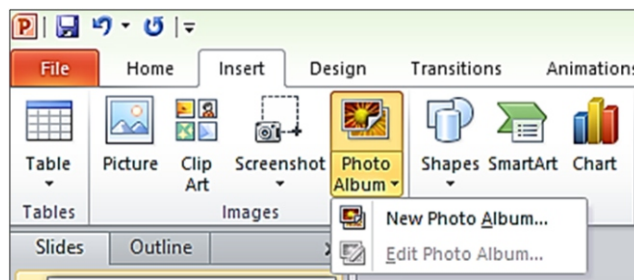 P
File Home Insert Design Transitions Animations
Table Picture Clip Art Screenshot Photo Album Shapes SmartArt Chart
Tables Images
New Photo Album...
Slides Outline
Edit Photo Album...